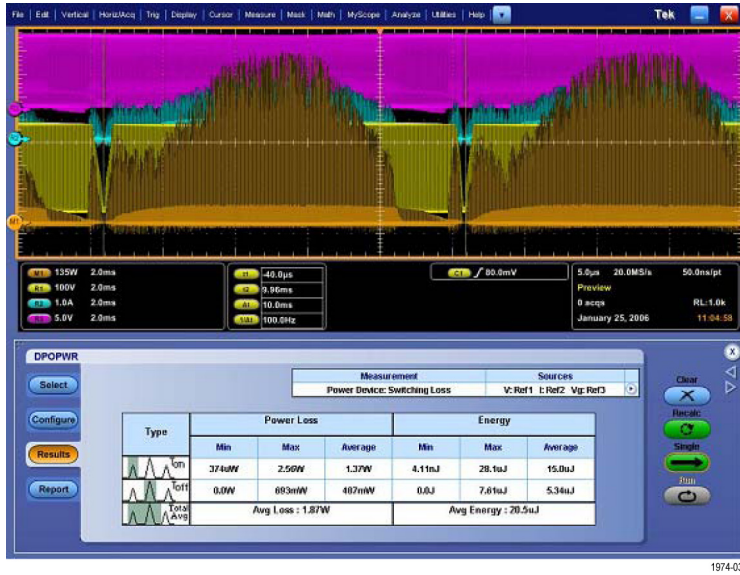 File | Edit | Vertical | Horiz/Acq | Trig | Display | Cursor | Measure | Mask | Math | MyScope | Analyze | Utilities | Help Tek X
M1 135W 2.0ms
R1 100V 2.0ms
R2 1.0A 2.0ms
R3 5.0V 2.0ms
t1 -40.0µs
t2 9.96ms
Δt 10.0ms
1/Δt 100.0Hz
C1 80.0mV
5.0µs 20.0MS/s 50.0ns/pt
Preview
0 acqs RL:1.0k
January 25, 2006 11:04:58
DPOPWR
Select
Configure
Results
Report
Measurement Sources
Power Device: Switching Loss V: Ref1 I: Ref2 Vg: Ref3
Type Power Loss Energy
Min Max Average Min Max Average
Ton 374uW 2.56W 1.37W 4.11nJ 28.1uJ 15.0uJ
Toff 0.0W 693mW 487mW 0.0J 7.61uJ 5.34uJ
Total Avg Avg Loss : 1.87W Avg Energy : 20.5uJ
Clear
Recalc
Single
Run
X